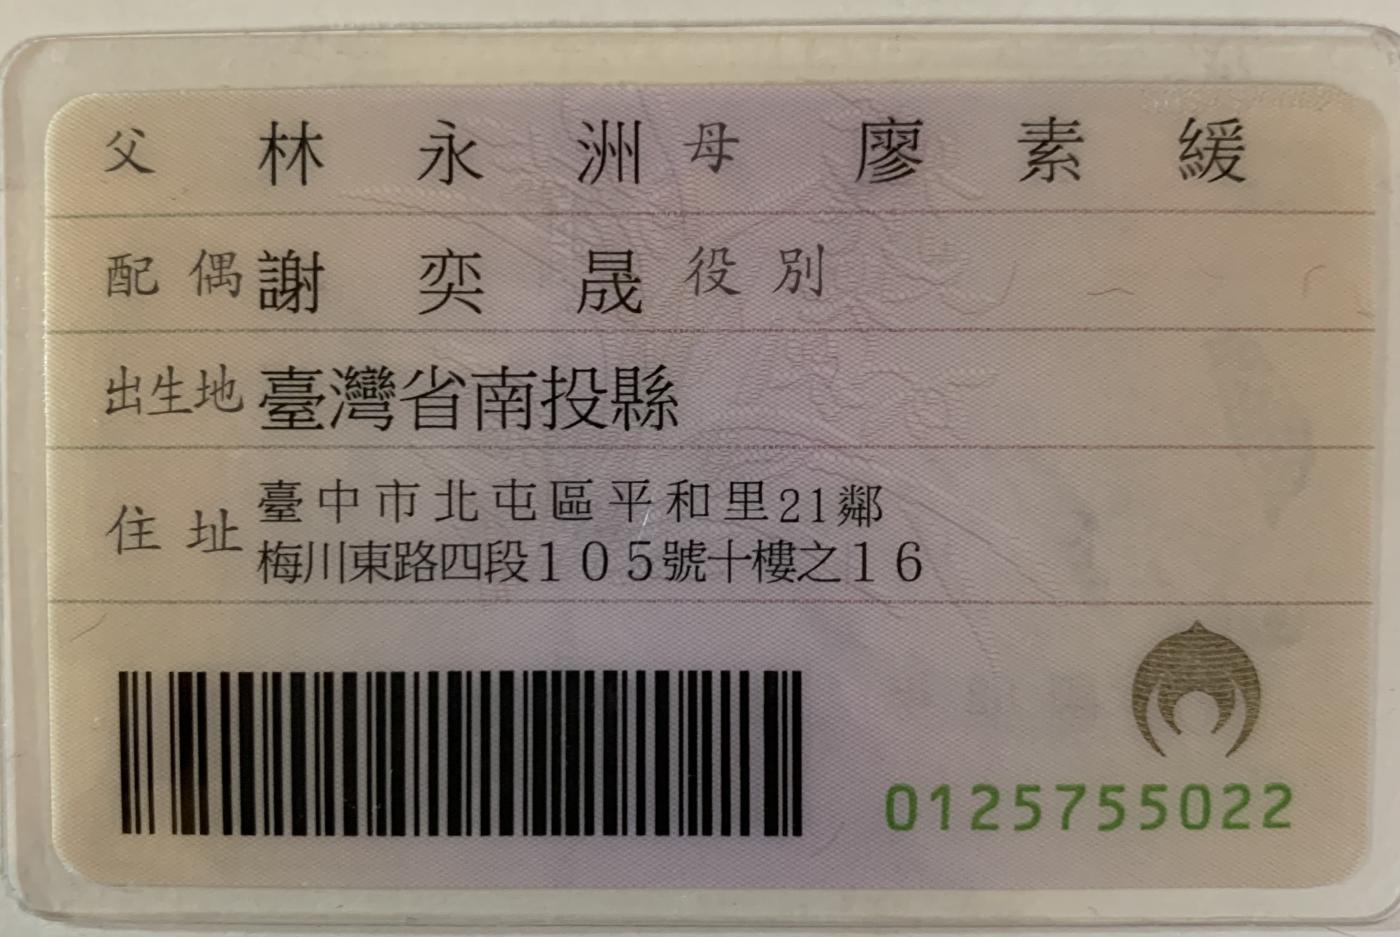 父 林永洲 母 廖素緩
配偶 謝奕晟 役別
出生地 臺灣省南投縣
住址 臺中市北屯區平和里21鄰
梅川東路四段105號十樓之16
0125755022